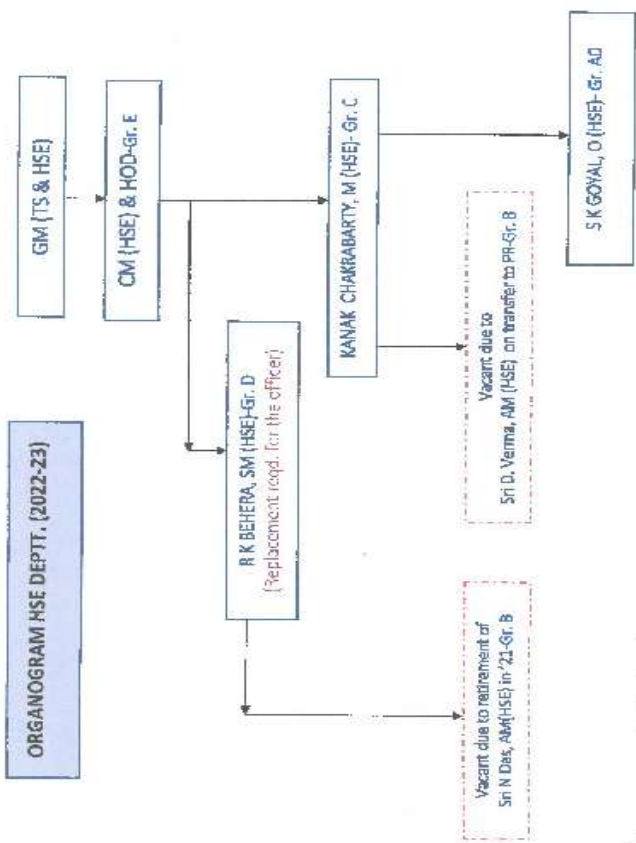 ORGANOGRAM HSE DEPTT. (2022-23)
GM (TS & HSE)
CM (HSE) & HOD-Gr. E
R K BEHERA, SM (HSE)-Gr. D
(Replacement reqd. for the officer)
KANAK CHAKRABARTY, M (HSE)- Gr. C
Vacant due to retirement of
Sri N Das, AM(HSE) in '21-Gr. B
Vacant due to
Sri D. Verma, AM (HSE) on transfer to PR-Gr. B
S K GOYAL, O (HSE)- Gr. AD